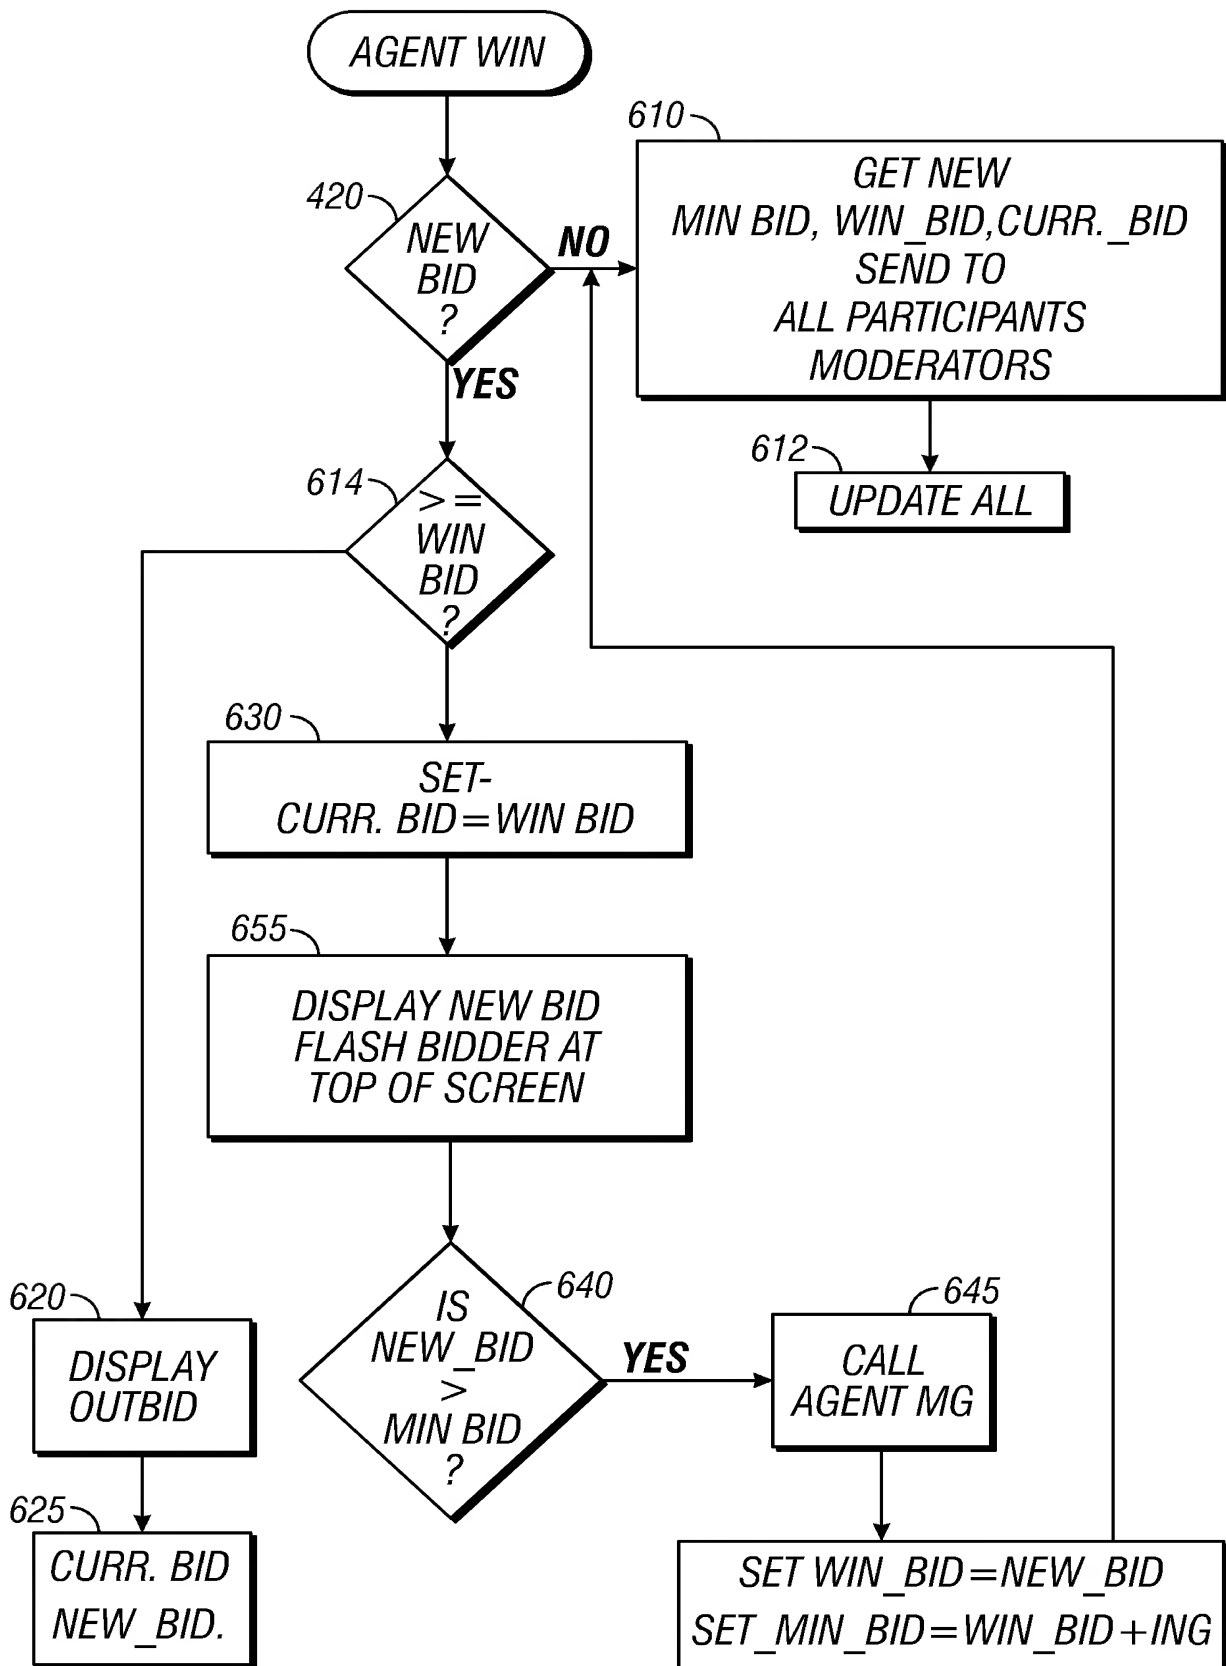 AGENT WIN
610
GET NEW
MIN BID, WIN_BID,CURR._BID
SEND TO
ALL PARTICIPANTS
MODERATORS
420
NEW
BID
?
NO
YES
612
UPDATE ALL
614
>=
WIN
BID
?
630
SET-
CURR. BID=WIN BID
655
DISPLAY NEW BID
FLASH BIDDER AT
TOP OF SCREEN
640
IS
NEW_BID
>
MIN BID
?
YES
645
CALL
AGENT MG
620
DISPLAY
OUTBID
625
CURR. BID
NEW_BID.
SET WIN_BID=NEW_BID
SET_MIN_BID=WIN_BID+ING